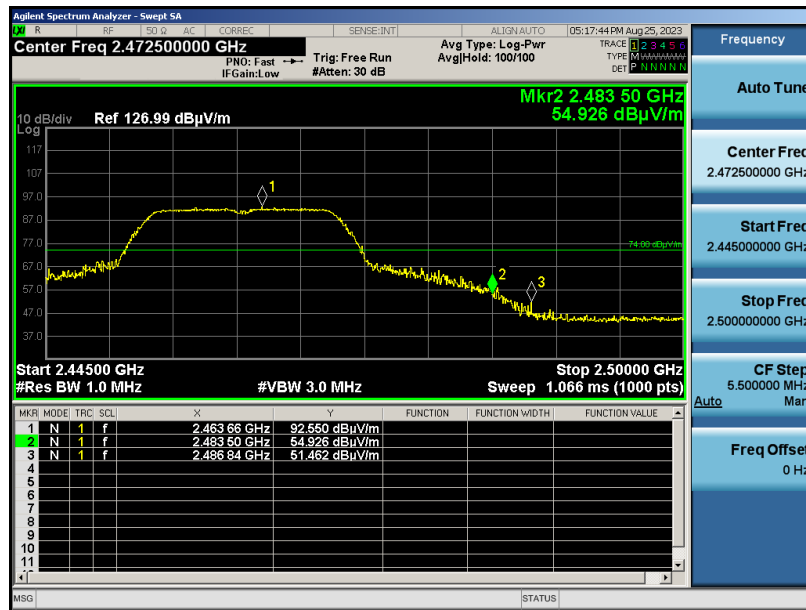 Agilent Spectrum Analyzer - Swept SA
LXI R RF 50 Ω AC CORREC SENSE:INT ALIGN AUTO 05:17:44 PM Aug 25, 2023
Center Freq 2.472500000 GHz
PNO: Fast
IFGain:Low
Trig: Free Run
#Atten: 30 dB
Avg Type: Log-Pwr
Avg|Hold: 100/100
TRACE 1 2 3 4 5 6
TYPE M W W W W W
DET P N N N N N
Mkr2 2.483 50 GHz
54.926 dBµV/m
10 dB/div Ref 126.99 dBµV/m
Log
117
107
97.0
87.0
77.0
67.0
57.0
47.0
37.0
1
74.00 dBµV/m
2
3
Start 2.44500 GHz Stop 2.50000 GHz
#Res BW 1.0 MHz #VBW 3.0 MHz Sweep 1.066 ms (1000 pts)
MKR MODE TRC SCL X Y FUNCTION FUNCTION WIDTH FUNCTION VALUE
1 N 1 f 2.463 66 GHz 92.550 dBµV/m
2 N 1 f 2.483 50 GHz 54.926 dBµV/m
3 N 1 f 2.486 84 GHz 51.462 dBµV/m
4
5
6
7
8
9
10
11
MSG STATUS
Frequency
Auto Tune
Center Freq
2.472500000 GHz
Start Freq
2.445000000 GHz
Stop Freq
2.500000000 GHz
CF Step
5.500000 MHz
Auto Man
Freq Offset
0 Hz